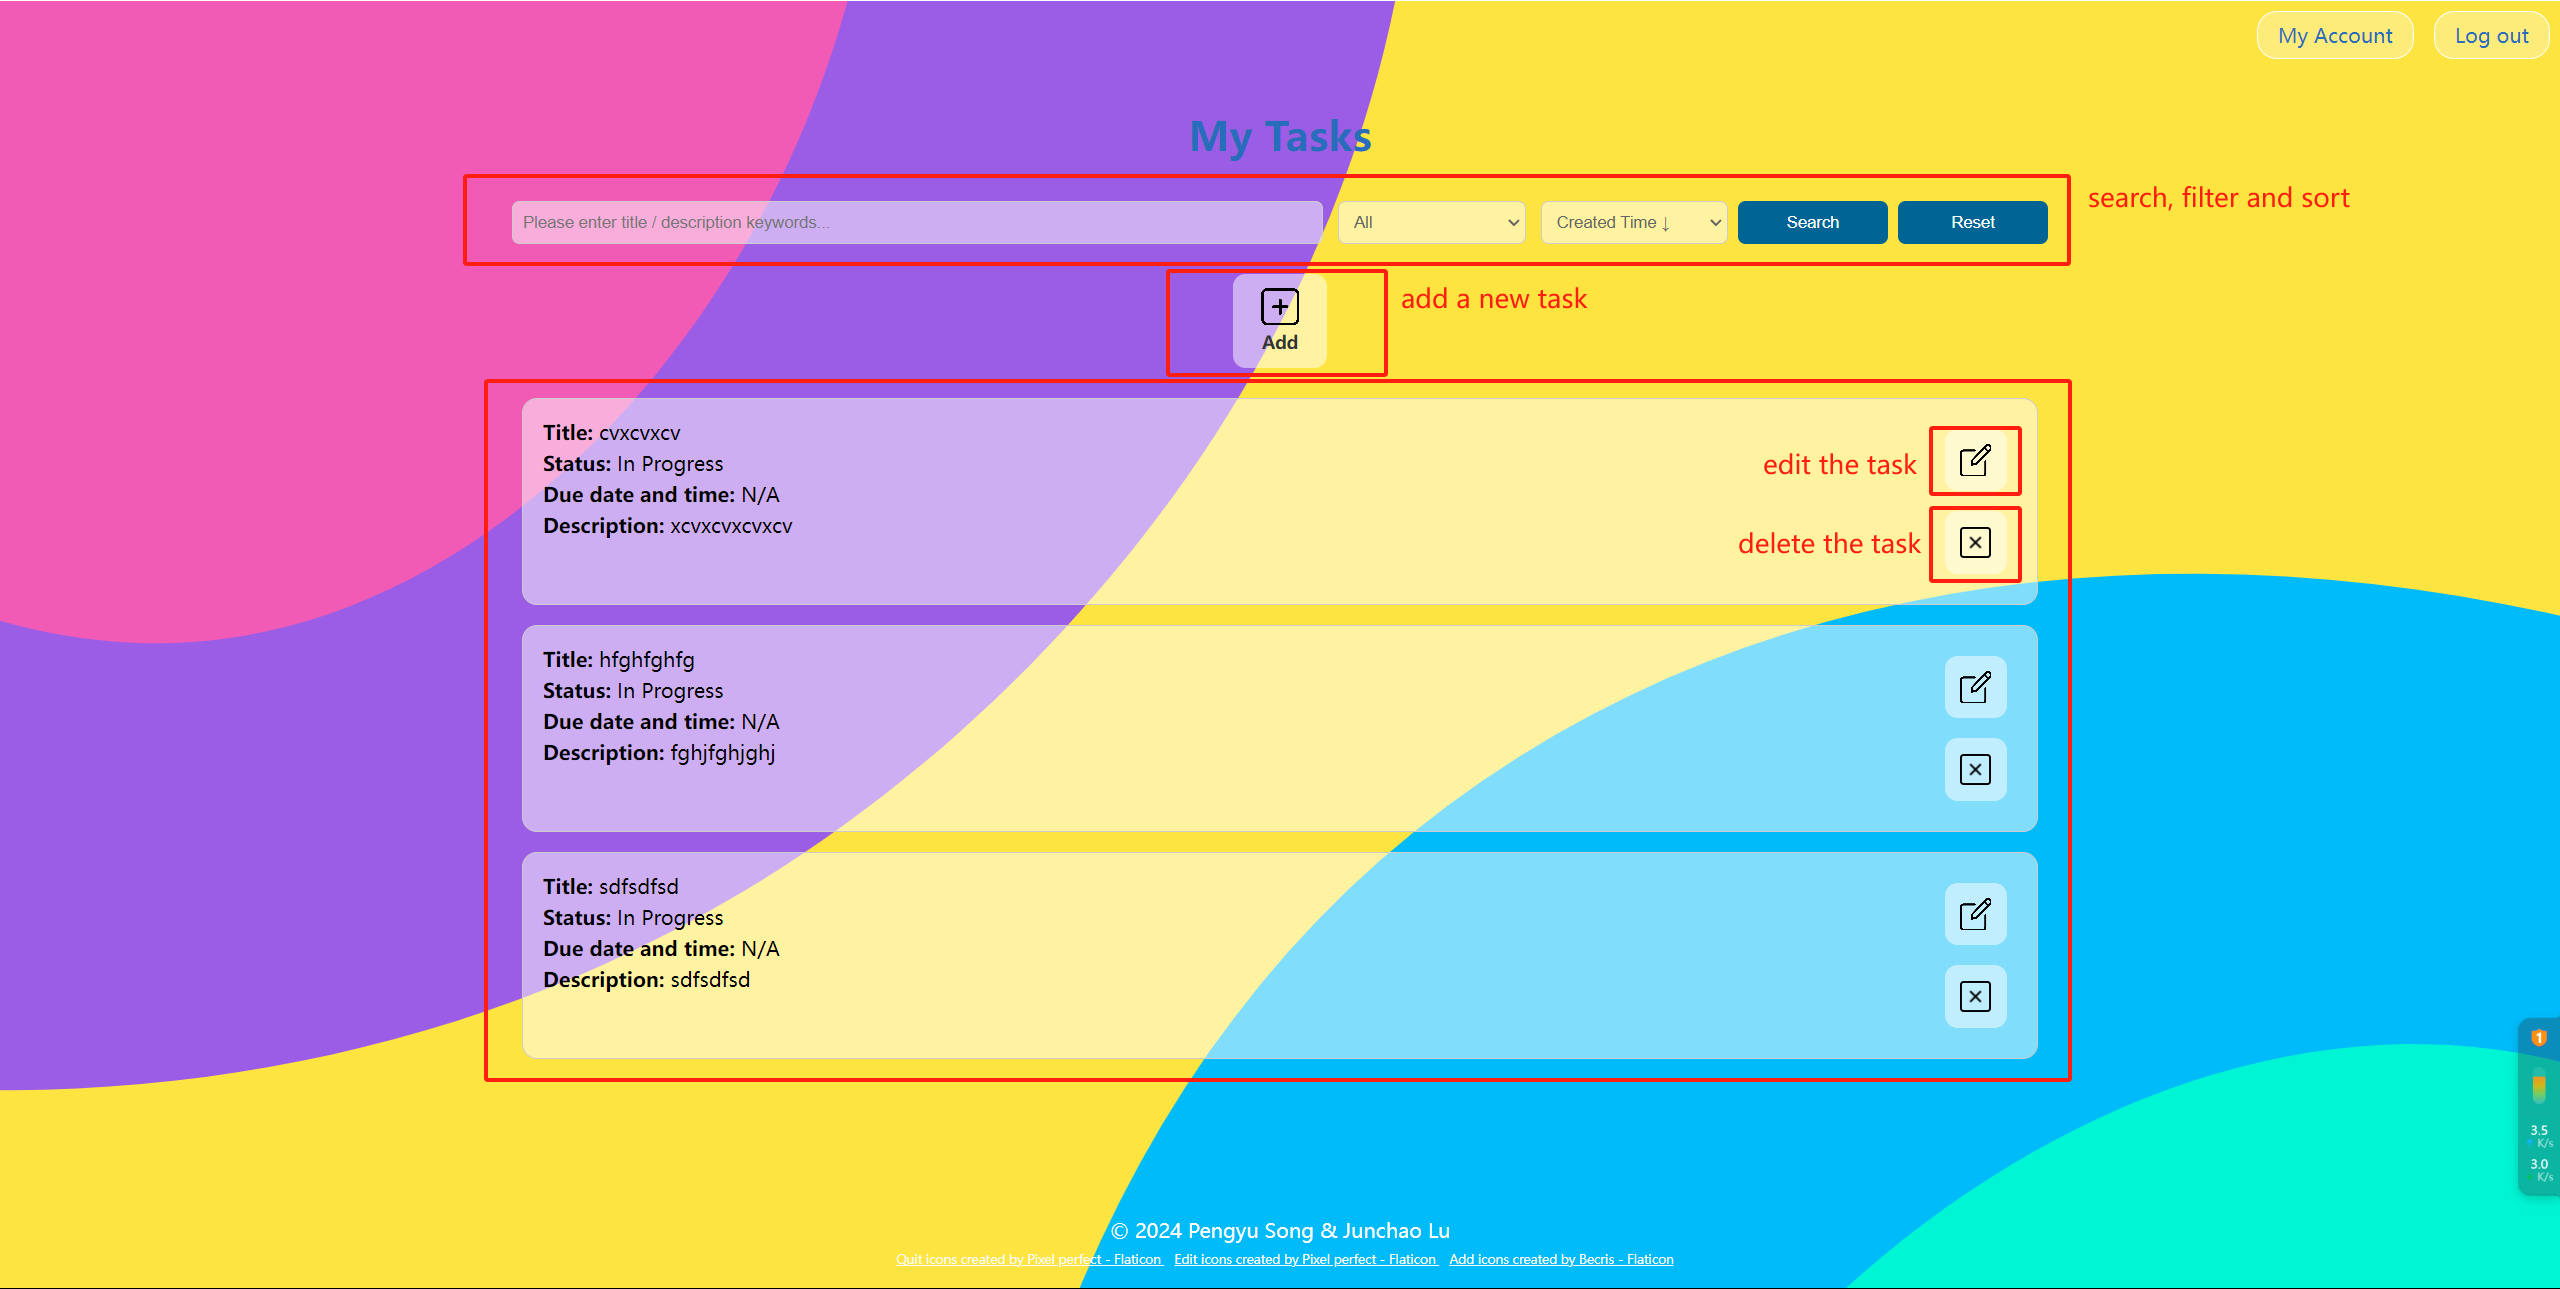 My Account Log out
My Tasks
Please enter title / description keywords... All Created Time ↓ Search Reset
search, filter and sort
add a new task
Add
Title: cvxcvxcv
Status: In Progress
Due date and time: N/A
Description: xcvxcvxcvxcv
edit the task
delete the task
Title: hfghfghfg
Status: In Progress
Due date and time: N/A
Description: fghjfghjghj
Title: sdfsdfsd
Status: In Progress
Due date and time: N/A
Description: sdfsdfsd
1
3.5
K/s
3.0
K/s
© 2024 Pengyu Song & Junchao Lu
Quit icons created by Pixel perfect - Flaticon Edit icons created by Pixel perfect - Flaticon Add icons created by Becris - Flaticon